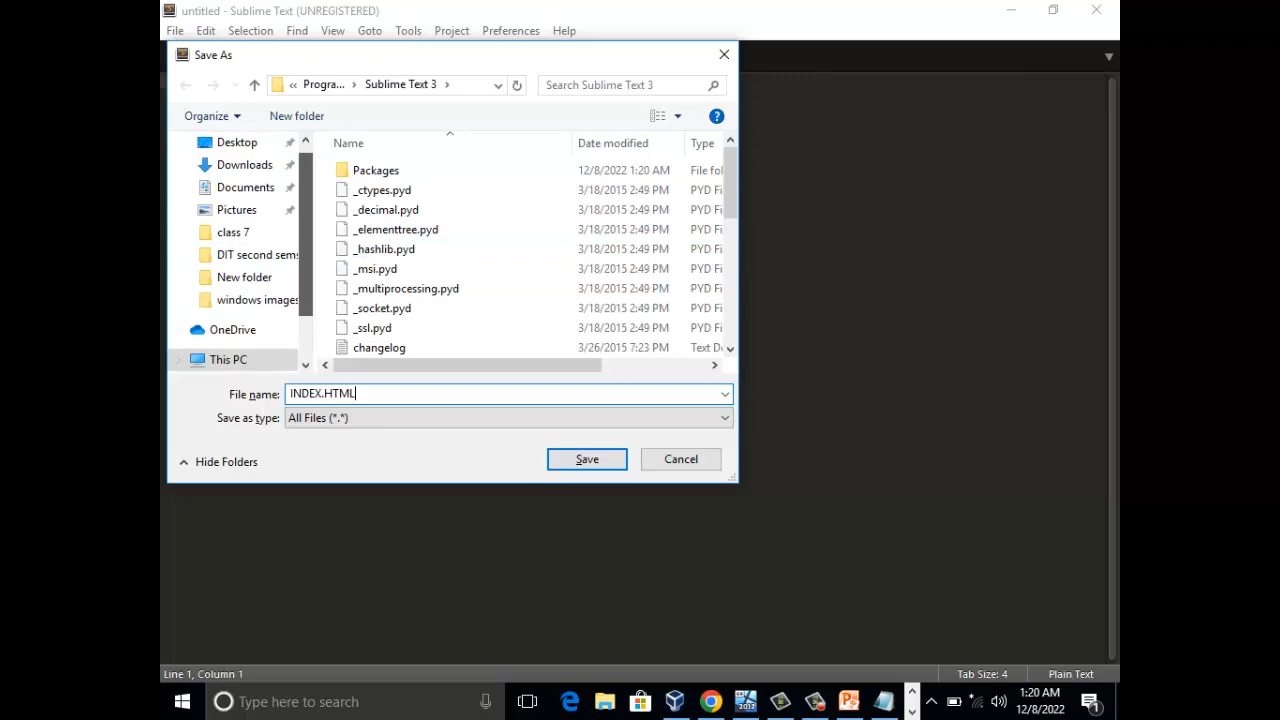 untitled - Sublime Text (UNREGISTERED)
File Edit Selection Find View Goto Tools Project Preferences Help
Save As
« Progra... › Sublime Text 3 ›
Search Sublime Text 3
Organize New folder
Name Date modified Type
Desktop
Downloads
Documents
Pictures
class 7
DIT second sems
New folder
windows images
OneDrive
This PC
Packages 12/8/2022 1:20 AM File fol
_ctypes.pyd 3/18/2015 2:49 PM PYD Fi
_decimal.pyd 3/18/2015 2:49 PM PYD Fi
_elementtree.pyd 3/18/2015 2:49 PM PYD Fi
_hashlib.pyd 3/18/2015 2:49 PM PYD Fi
_msi.pyd 3/18/2015 2:49 PM PYD Fi
_multiprocessing.pyd 3/18/2015 2:49 PM PYD Fi
_socket.pyd 3/18/2015 2:49 PM PYD Fi
_ssl.pyd 3/18/2015 2:49 PM PYD Fi
changelog 3/26/2015 7:23 PM Text D
File name: INDEX.HTML
Save as type: All Files (*.*)
Hide Folders
Save Cancel
Line 1, Column 1 Tab Size: 4 Plain Text
Type here to search
2012
1:20 AM
12/8/2022
1